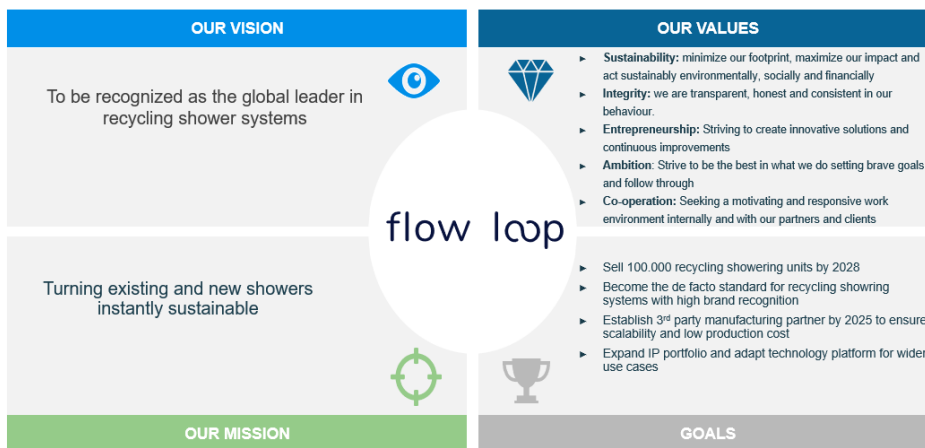 OUR VISION
To be recognized as the global leader in
recycling shower systems
OUR VALUES
► Sustainability: minimize our footprint, maximize our impact and
act sustainably environmentally, socially and financially
► Integrity: we are transparent, honest and consistent in our
behaviour.
► Entrepreneurship: Striving to create innovative solutions and
continuous improvements
► Ambition: Strive to be the best in what we do setting brave goals
and follow through
► Co-operation: Seeking a motivating and responsive work
environment internally and with our partners and clients
flow loop
Turning existing and new showers
instantly sustainable
OUR MISSION
► Sell 100.000 recycling showering units by 2028
► Become the de facto standard for recycling showring
systems with high brand recognition
► Establish 3rd party manufacturing partner by 2025 to ensure
scalability and low production cost
► Expand IP portfolio and adapt technology platform for wider
use cases
GOALS